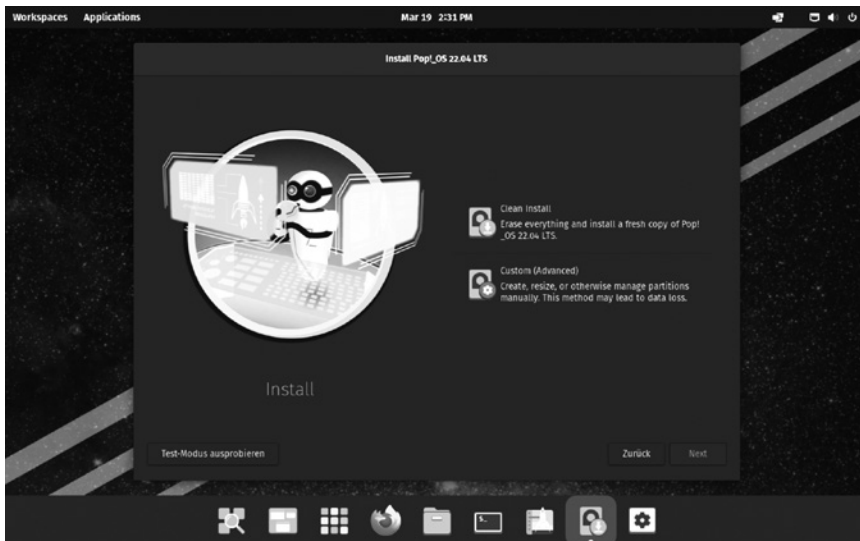 Workspaces Applications Mar 19 2:31 PM
Install Pop!_OS 22.04 LTS
Clean Install
Erase everything and install a fresh copy of Pop!
_OS 22.04 LTS.
Custom (Advanced)
Create, resize, or otherwise manage partitions
manually. This method may lead to data loss.
Install
Test-Modus ausprobieren
Zurück Next